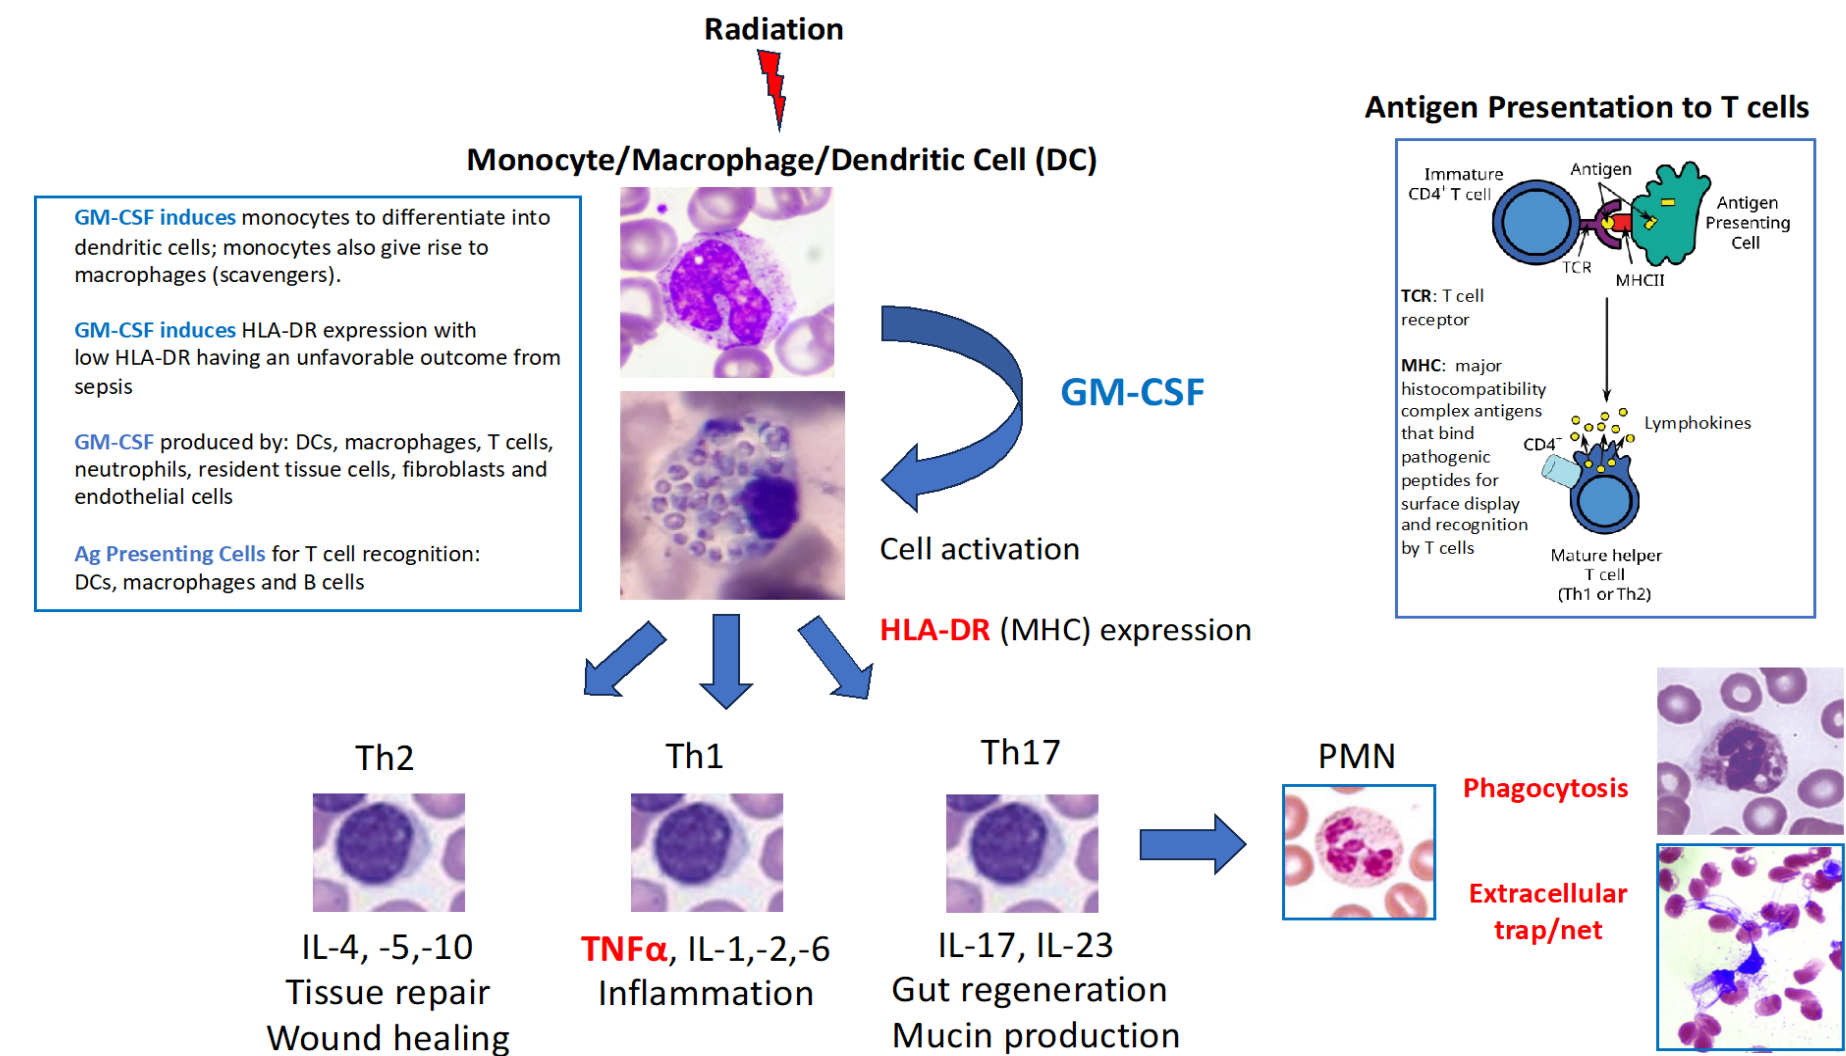 Radiation
Monocyte/Macrophage/Dendritic Cell (DC)
GM-CSF induces monocytes to differentiate into
dendritic cells; monocytes also give rise to
macrophages (scavengers).
GM-CSF induces HLA-DR expression with
low HLA-DR having an unfavorable outcome from
sepsis
GM-CSF produced by: DCs, macrophages, T cells,
neutrophils, resident tissue cells, fibroblasts and
endothelial cells
Ag Presenting Cells for T cell recognition:
DCs, macrophages and B cells
GM-CSF
Cell activation
HLA-DR (MHC) expression
Antigen Presentation to T cells
Immature
CD4⁺ T cell
Antigen
Antigen
Presenting
Cell
TCR
MHCII
TCR: T cell
receptor
MHC: major
histocompatibility
complex antigens
that bind
pathogenic
peptides for
surface display
and recognition
by T cells
Lymphokines
CD4⁺
Mature helper
T cell
(Th1 or Th2)
Th2
IL-4, -5,-10
Tissue repair
Wound healing
Th1
TNFα, IL-1,-2,-6
Inflammation
Th17
IL-17, IL-23
Gut regeneration
Mucin production
PMN
Phagocytosis
Extracellular
trap/net